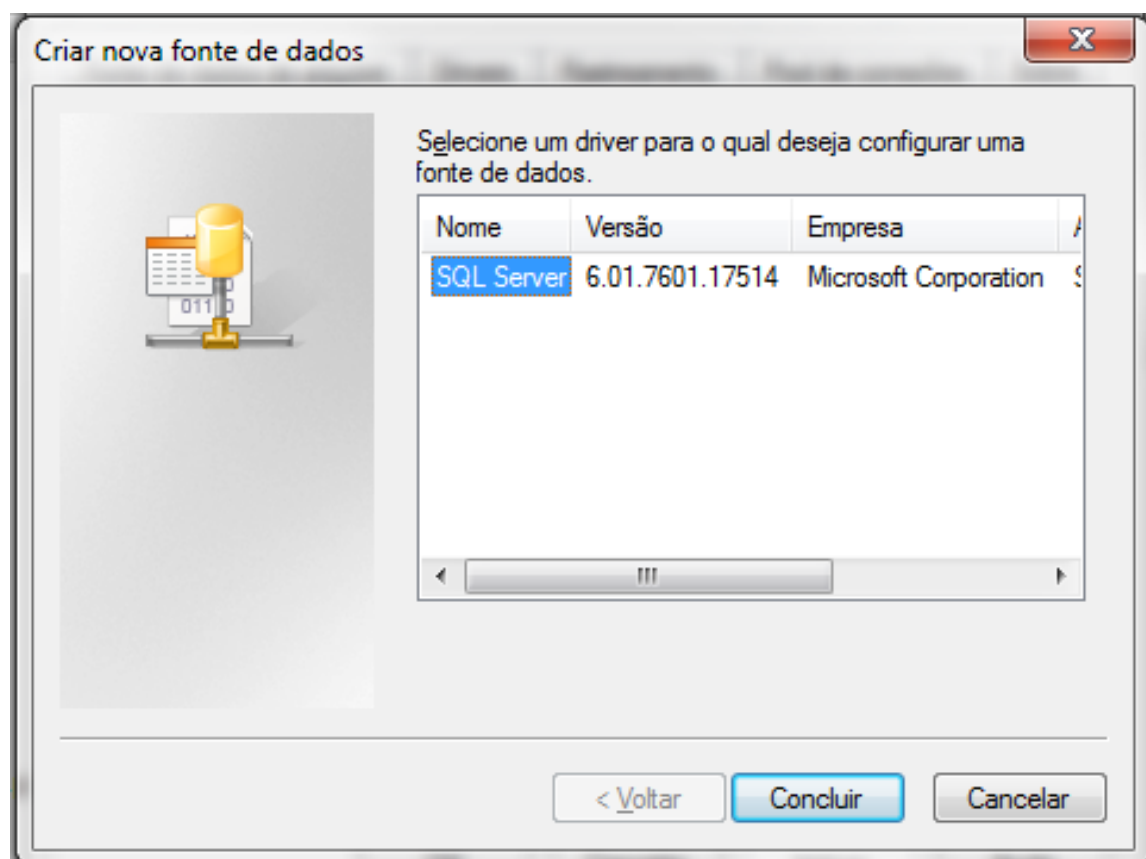 Criar nova fonte de dados
Selecione um driver para o qual deseja configurar uma
fonte de dados.
Nome Versão Empresa
SQL Server 6.01.7601.17514 Microsoft Corporation
< Voltar Concluir Cancelar